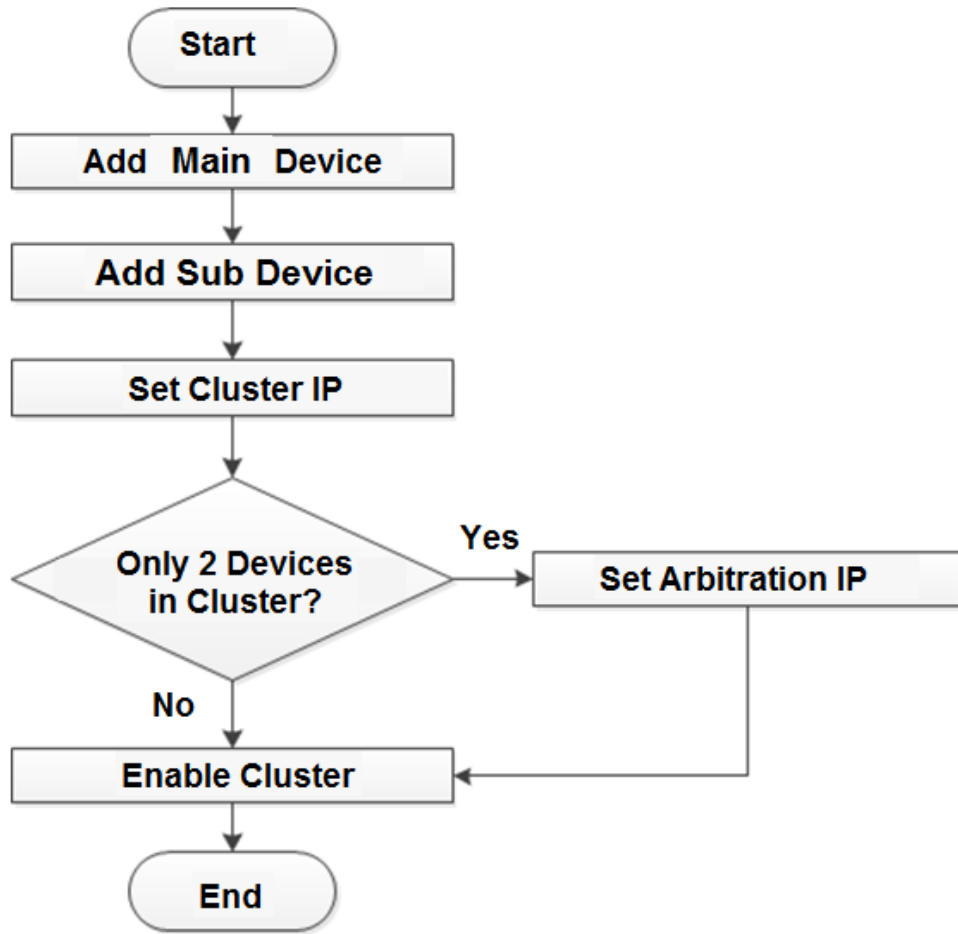 Start
Add Main Device
Add Sub Device
Set Cluster IP
Only 2 Devices
in Cluster?
Yes
Set Arbitration IP
No
Enable Cluster
End